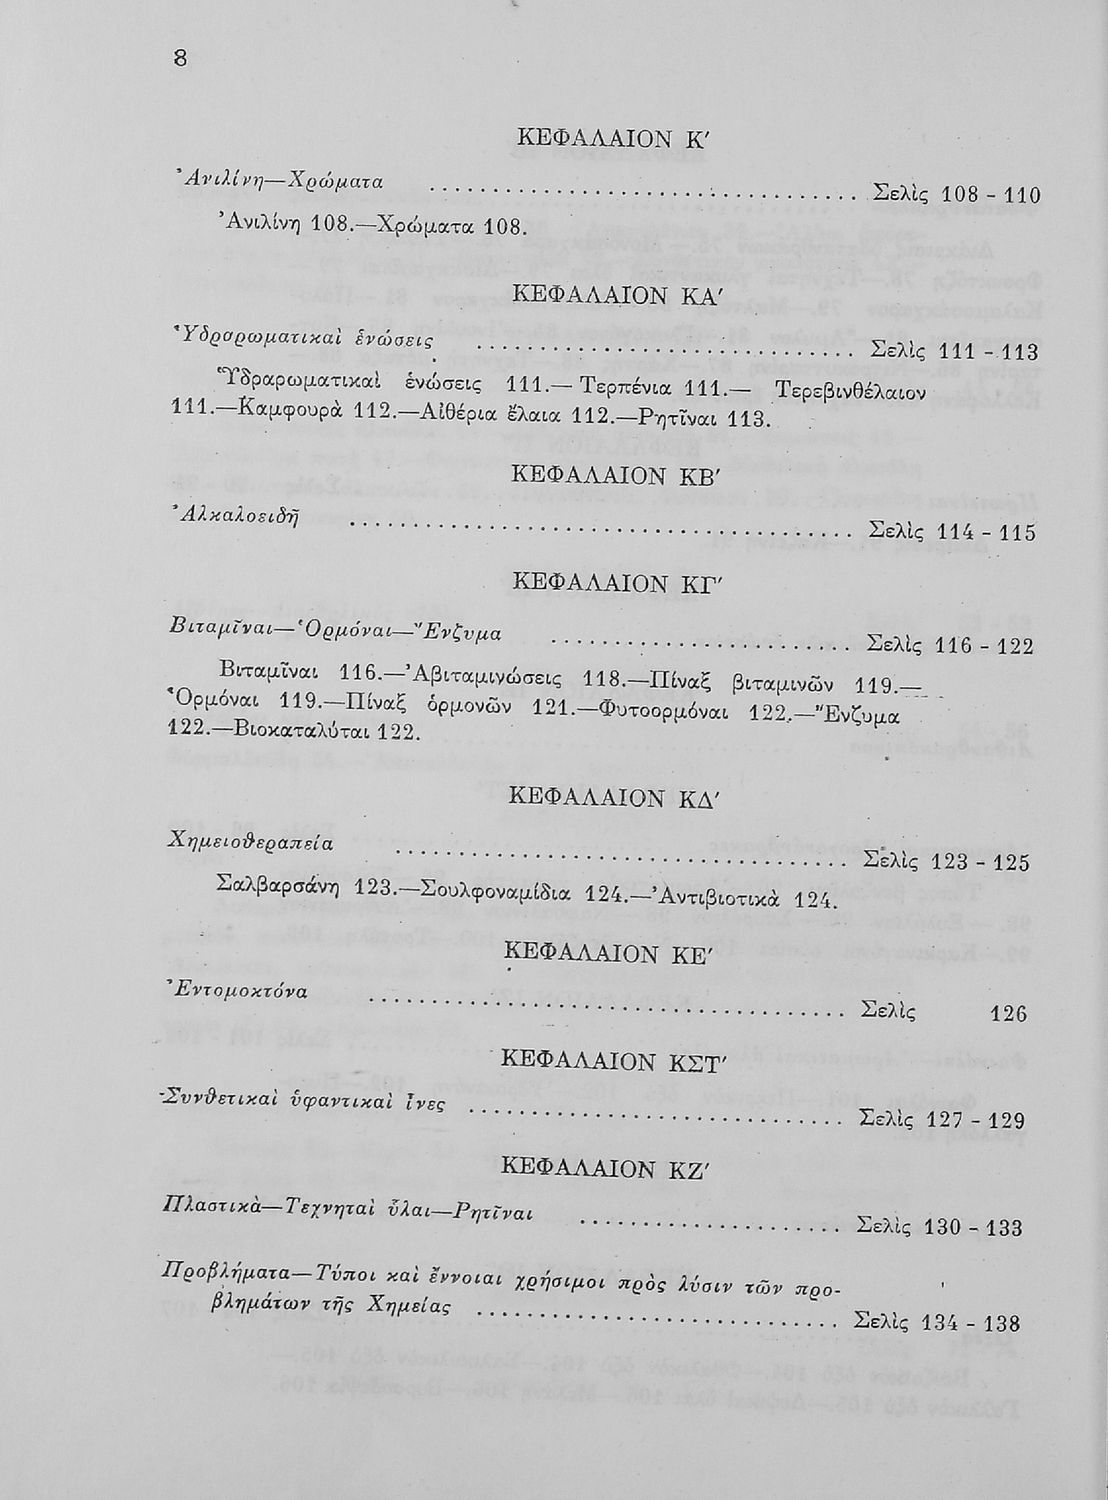 8
ΚΕΦΑΛΑΙΟΝ Κ′
Ἀνιλίνη—Χρώματα ........................................ Σελὶς 108 - 110
Ἀνιλίνη 108.—Χρώματα 108.
ΚΕΦΑΛΑΙΟΝ ΚΑ′
Ὑδραρωματικαὶ ἑνώσεις .................................... Σελὶς 111 - 113
Ὑδραρωματικαὶ ἑνώσεις 111.— Τερπένια 111.— Τερεβινθέλαιον
111.—Καμφουρὰ 112.—Αἰθέρια ἔλαια 112.—Ρητῖναι 113.
ΚΕΦΑΛΑΙΟΝ ΚΒ′
Ἀλκαλοειδῆ ................................................ Σελὶς 114 - 115
ΚΕΦΑΛΑΙΟΝ ΚΓ′
Βιταμῖναι—Ὁρμόναι—Ἔνζυμα ............................ Σελὶς 116 - 122
Βιταμῖναι 116.—Ἀβιταμινώσεις 118.—Πίναξ βιταμινῶν 119.—
Ὁρμόναι 119.—Πίναξ ὁρμονῶν 121.—Φυτοορμόναι 122.—Ἔνζυμα
122.—Βιοκαταλύται 122.
ΚΕΦΑΛΑΙΟΝ ΚΔ′
Χημειοθεραπεία .......................................... Σελὶς 123 - 125
Σαλβαρσάνη 123.—Σουλφοναμίδια 124.—Ἀντιβιοτικὰ 124.
ΚΕΦΑΛΑΙΟΝ ΚΕ′
Ἐντομοκτόνα ............................................. Σελὶς 126
ΚΕΦΑΛΑΙΟΝ ΚΣΤ′
Συνθετικαὶ ὑφαντικαὶ ἶνες ................................... Σελὶς 127 - 129
ΚΕΦΑΛΑΙΟΝ ΚΖ′
Πλαστικὰ—Τεχνηταὶ ὗλαι—Ρητῖναι ........................ Σελὶς 130 - 133
Προβλήματα—Τύποι καὶ ἔννοιαι χρήσιμοι πρὸς λύσιν τῶν προ-
βλημάτων τῆς Χημείας .................................. Σελὶς 134 - 138